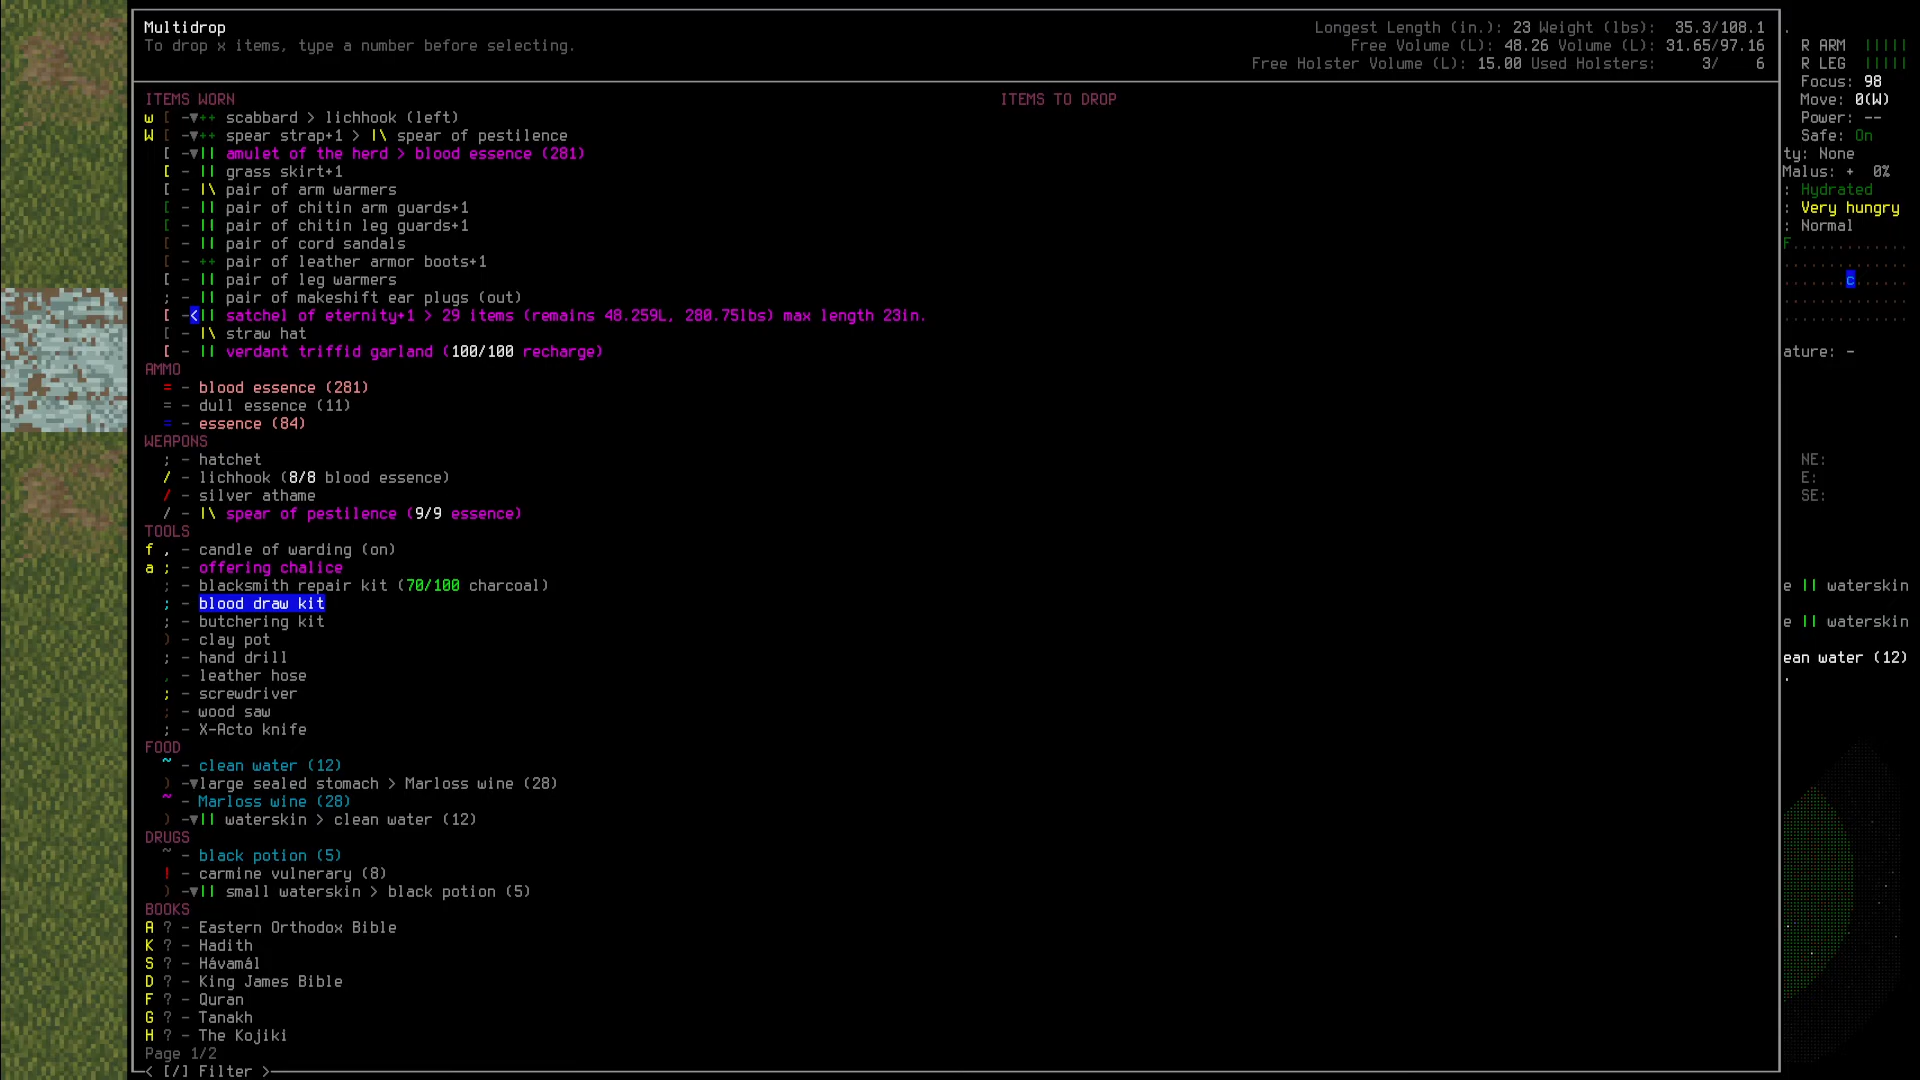 Multidrop
To drop x items, type a number before selecting.
Longest Length (in.): 23 Weight (lbs): 35.3/108.1
Free Volume (L): 48.26 Volume (L): 31.65/97.16
Free Holster Volume (L): 15.00 Used Holsters: 3/ 6
ITEMS WORN
ITEMS TO DROP
w [ -▼++ scabbard > lichhook (left)
W [ -▼++ spear strap+1 > |\ spear of pestilence
[ -▼|| amulet of the herd > blood essence (281)
[ - || grass skirt+1
[ - |\ pair of arm warmers
[ - || pair of chitin arm guards+1
[ - || pair of chitin leg guards+1
[ - || pair of cord sandals
[ - ++ pair of leather armor boots+1
[ - || pair of leg warmers
; - || pair of makeshift ear plugs (out)
[ -<|| satchel of eternity+1 > 29 items (remains 48.259L, 280.75lbs) max length 23in.
[ - |\ straw hat
[ - || verdant triffid garland (100/100 recharge)
AMMO
= - blood essence (281)
= - dull essence (11)
= - essence (84)
WEAPONS
; - hatchet
/ - lichhook (8/8 blood essence)
/ - silver athame
/ - |\ spear of pestilence (9/9 essence)
TOOLS
f , - candle of warding (on)
a ; - offering chalice
; - blacksmith repair kit (70/100 charcoal)
; - blood draw kit
; - butchering kit
) - clay pot
; - hand drill
, - leather hose
; - screwdriver
; - wood saw
; - X-Acto knife
FOOD
~ - clean water (12)
) -▼large sealed stomach > Marloss wine (28)
~ - Marloss wine (28)
) -▼|| waterskin > clean water (12)
DRUGS
~ - black potion (5)
! - carmine vulnerary (8)
) -▼|| small waterskin > black potion (5)
BOOKS
A ? - Eastern Orthodox Bible
K ? - Hadith
S ? - Hávamál
D ? - King James Bible
F ? - Quran
G ? - Tanakh
H ? - The Kojiki
Page 1/2
< [/] Filter >
R ARM |||||
R LEG |||||
Focus: 98
Move: 0(W)
Power: --
Safe: On
ty: None
Malus: + 0%
: Hydrated
: Very hungry
: Normal
F
c
ature: -
NE:
E:
SE:
e || waterskin
e || waterskin
ean water (12)
.